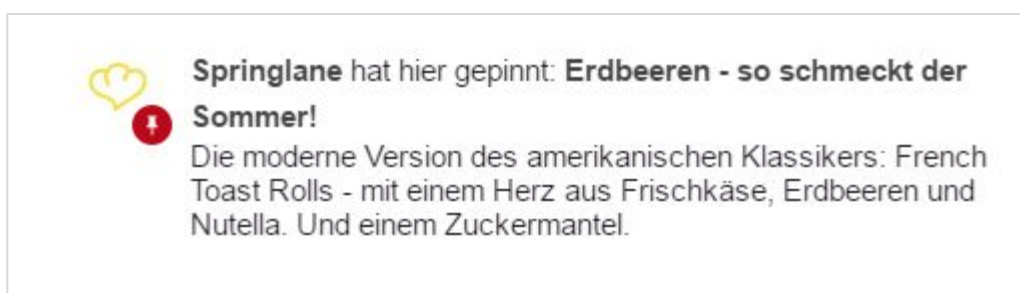 Springlane hat hier gepinnt: Erdbeeren - so schmeckt der
Sommer!
Die moderne Version des amerikanischen Klassikers: French
Toast Rolls - mit einem Herz aus Frischkäse, Erdbeeren und
Nutella. Und einem Zuckermantel.